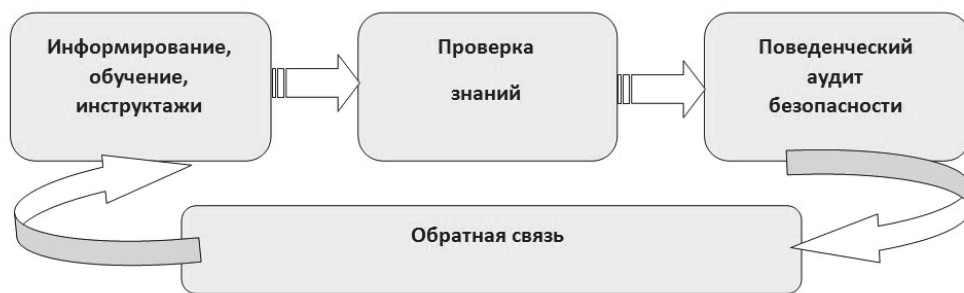 Информирование,
обучение,
инструктажи
Проверка
знаний
Поведенческий
аудит
безопасности
Обратная связь